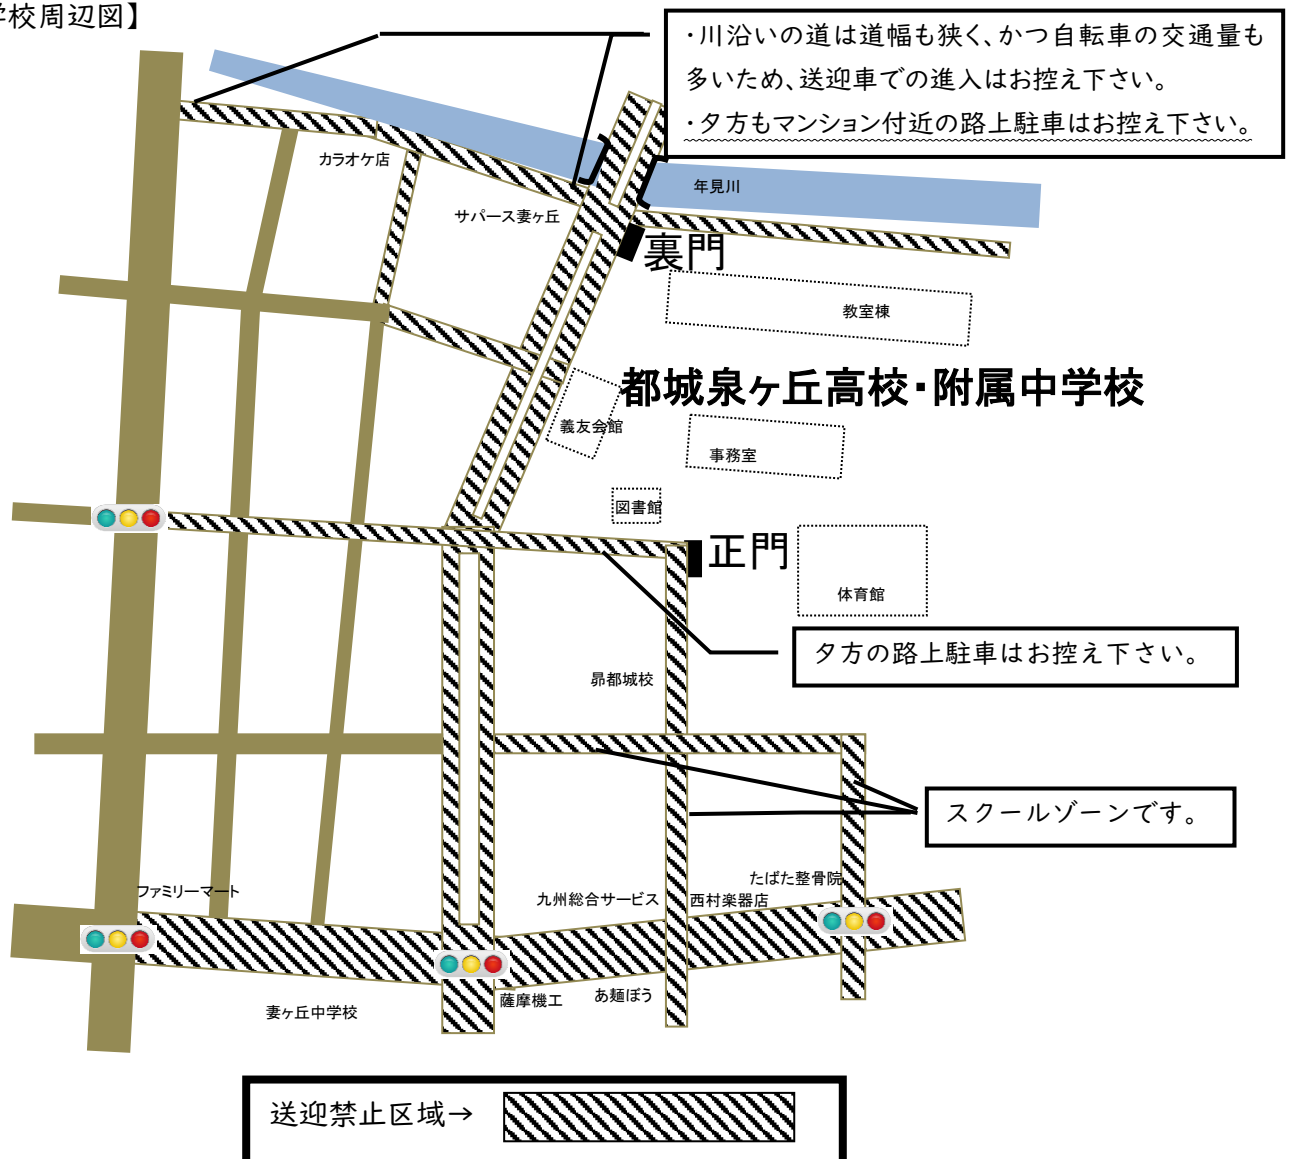 学校周辺図】
・川沿いの道は道幅も狭く、かつ自転車の交通量も
多いため、送迎車での進入はお控え下さい。
・夕方もマンション付近の路上駐車はお控え下さい。
カラオケ店
年見川
サパース妻ヶ丘
裏門
教室棟
都城泉ヶ丘高校・附属中学校
義友会館
事務室
図書館
正門
体育館
夕方の路上駐車はお控え下さい。
昴都城校
スクールゾーンです。
たばた整骨院
ファミリーマート
九州総合サービス
西村楽器店
薩摩機工
あ麺ぼう
妻ヶ丘中学校
送迎禁止区域→